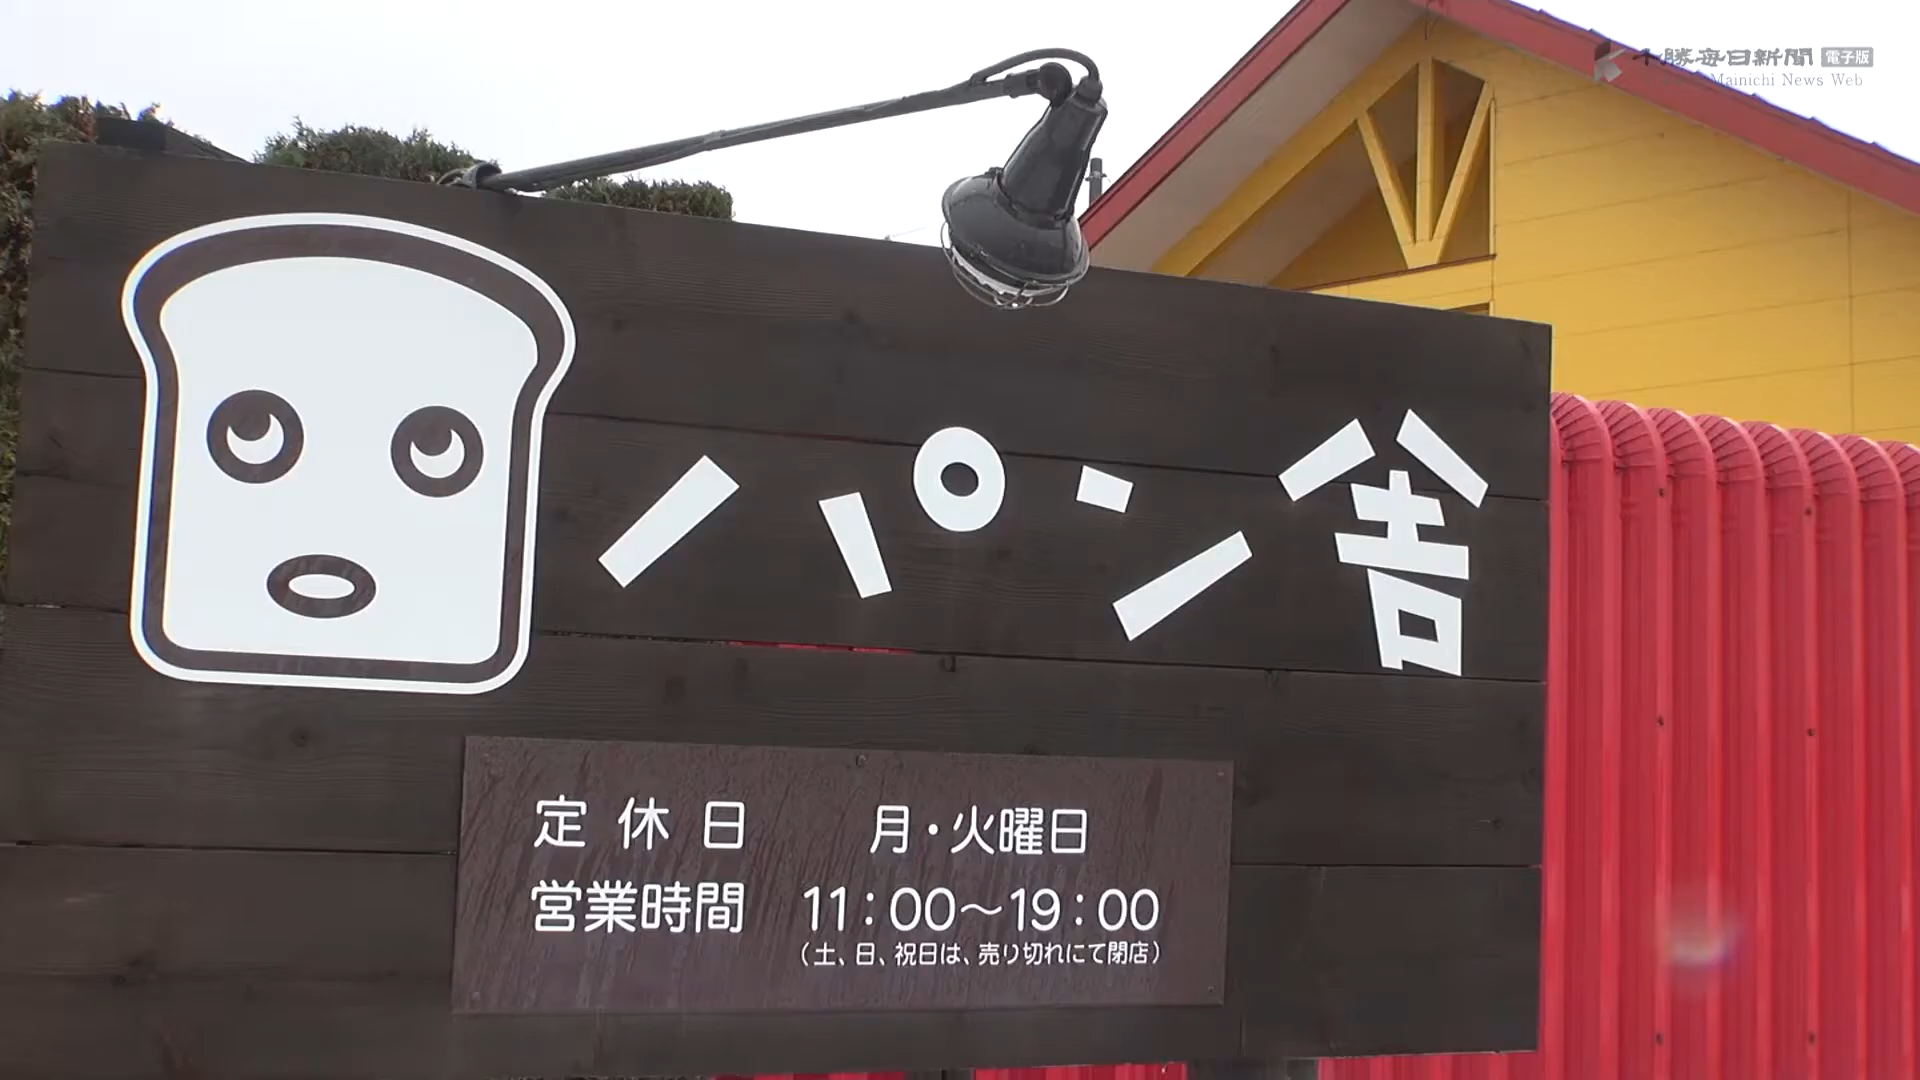 十勝毎日新聞 電子版
Mainichi News Web
パン舎
定休日 月・火曜日
営業時間 11:00〜19:00
(土、日、祝日は、売り切れにて閉店)